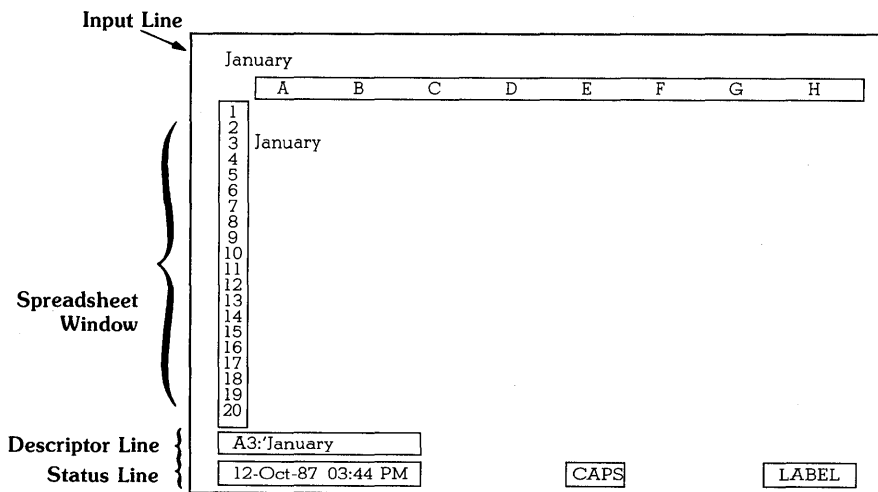 Input Line
January
A B C D E F G H
1
2
3 January
4
5
6
7
8
9
10
11
12
13
14
15
16
17
18
19
20
Spreadsheet
Window
Descriptor Line A3:'January
Status Line 12-Oct-87 03:44 PM CAPS LABEL